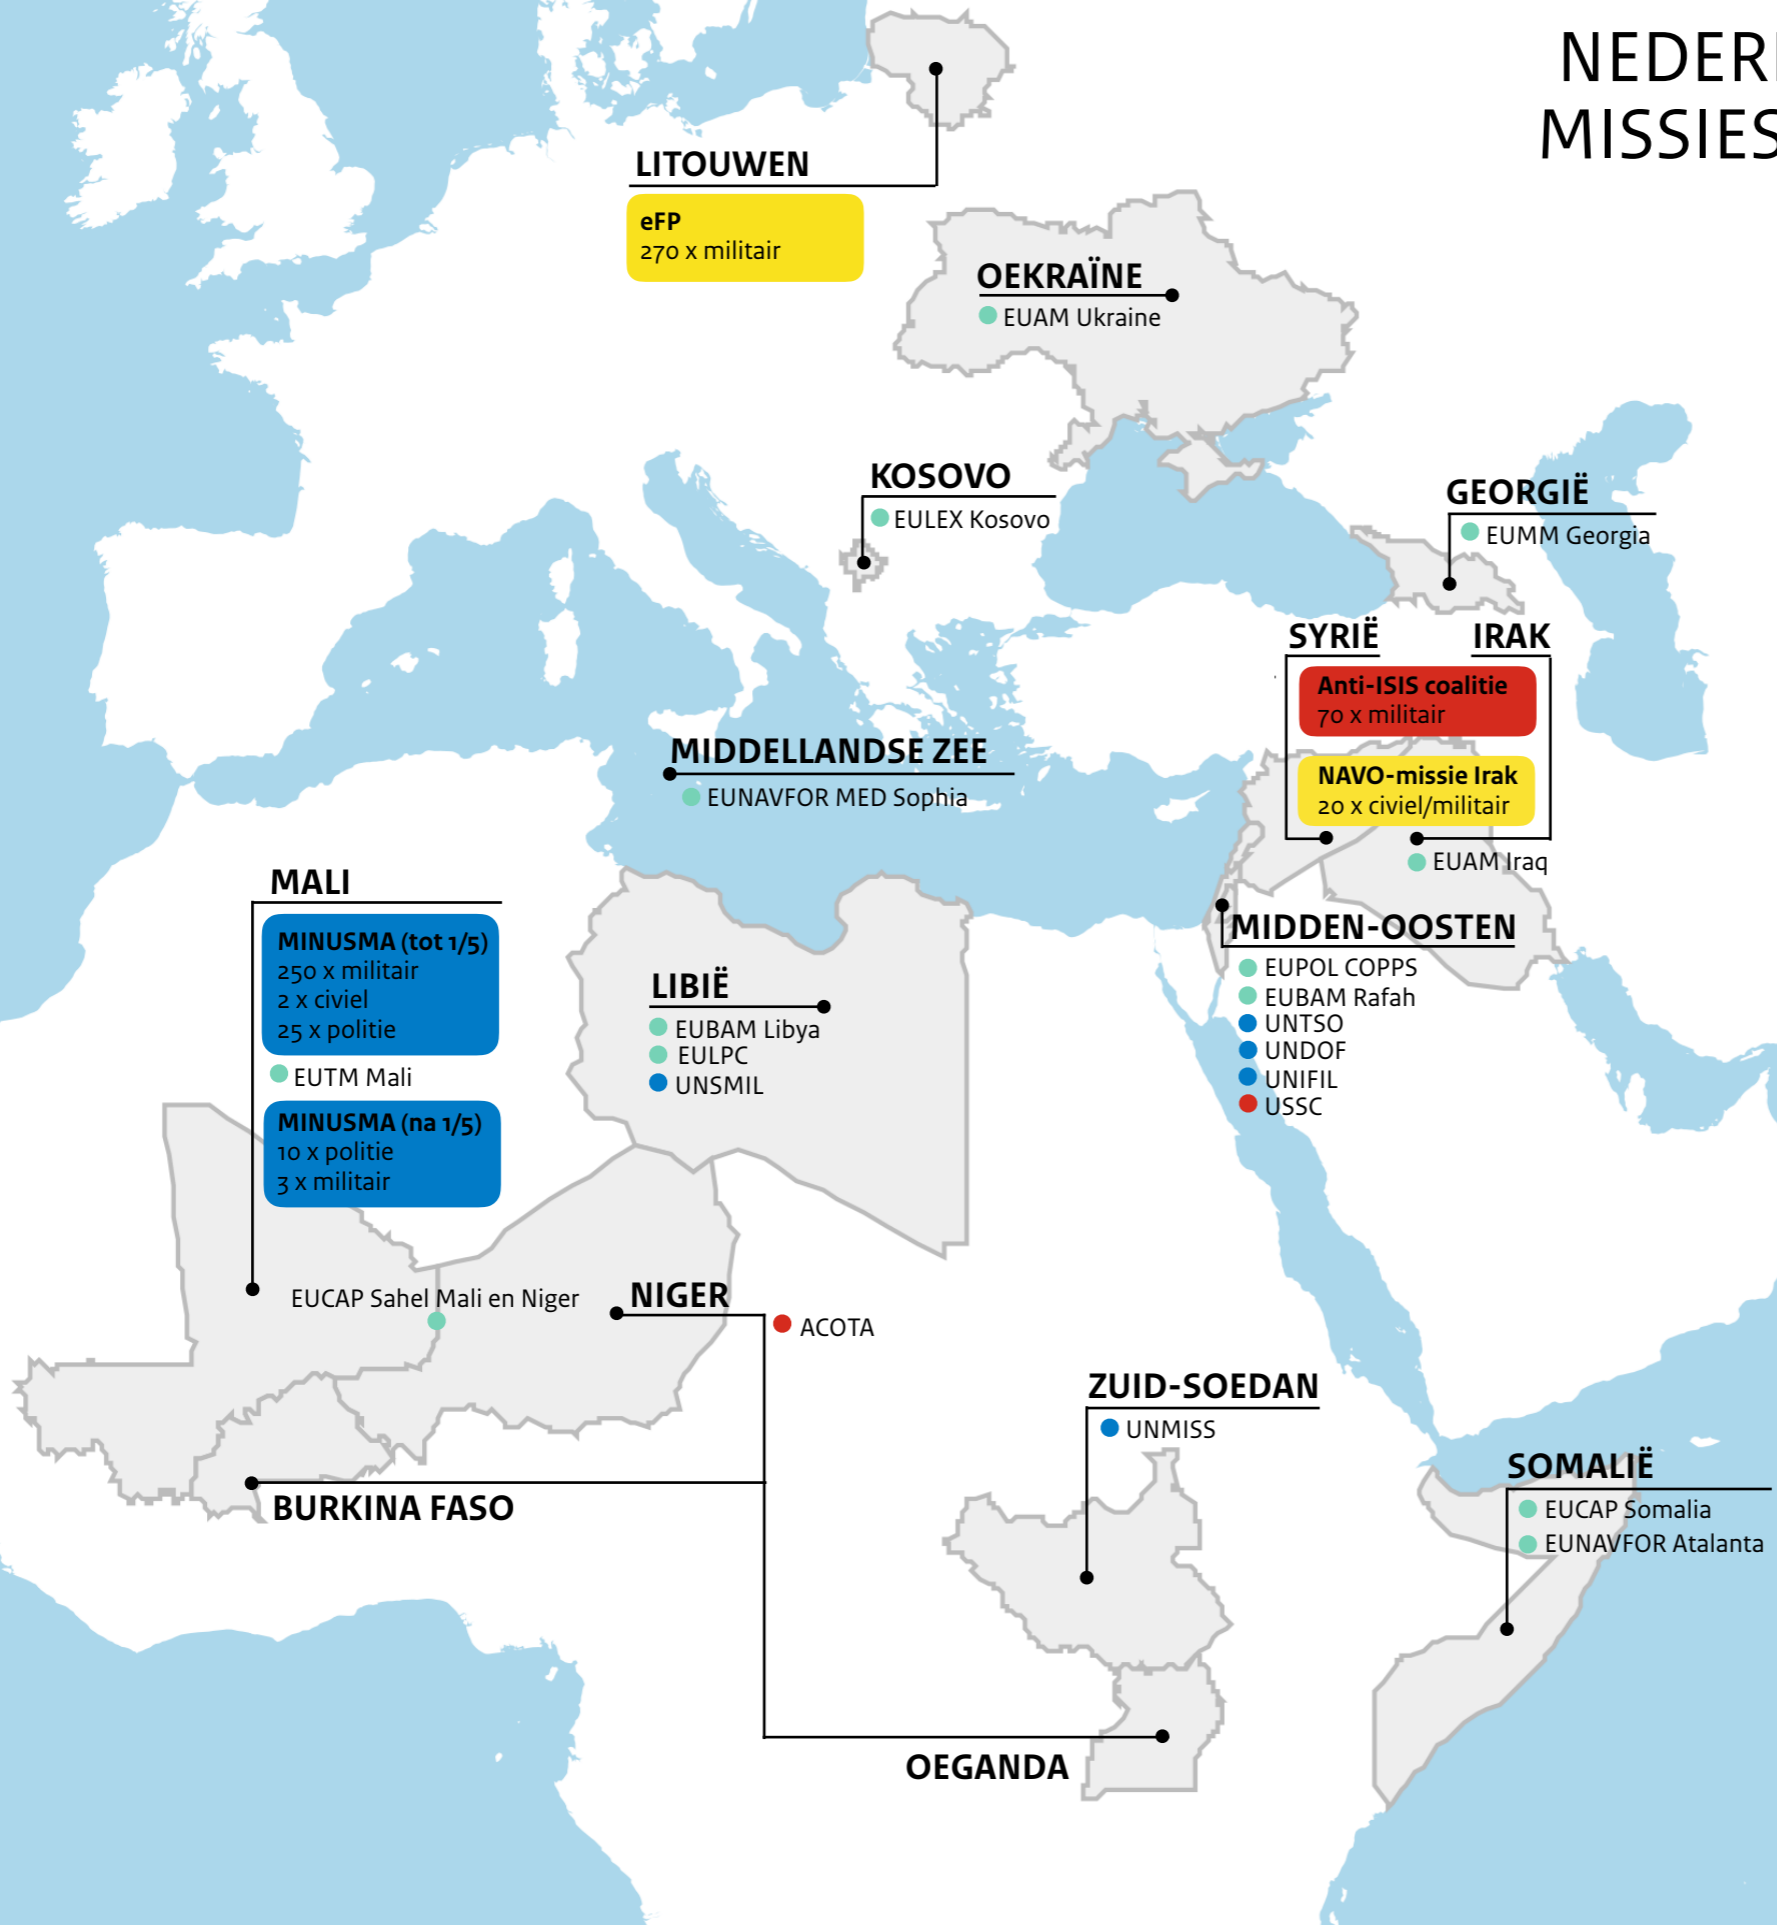 NEDER
MISSIES
LITOUWEN
eFP
270 x militair
OEKRAÏNE
EUAM Ukraine
KOSOVO
EULEX Kosovo
GEORGIË
EUMM Georgia
SYRIË
IRAK
Anti-ISIS coalitie
70 x militair
NAVO-missie Irak
20 x civiel/militair
EUAM Iraq
MIDDELLANDSE ZEE
EUNAVFOR MED Sophia
MALI
MINUSMA (tot 1/5)
250 x militair
2 x civiel
25 x politie
EUTM Mali
MINUSMA (na 1/5)
10 x politie
3 x militair
LIBIË
EUBAM Libya
EULPC
UNSMIL
MIDDEN-OOSTEN
EUPOL COPPS
EUBAM Rafah
UNTSO
UNDOF
UNIFIL
USSC
EUCAP Sahel Mali en Niger
NIGER
ACOTA
BURKINA FASO
ZUID-SOEDAN
UNMISS
SOMALIË
EUCAP Somalia
EUNAVFOR Atalanta
OEGANDA